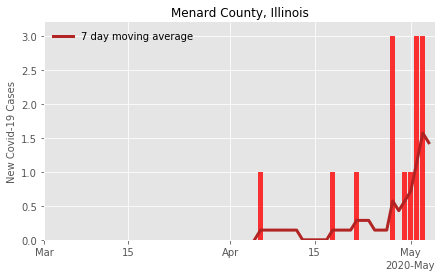 Menard County, Illinois
7 day moving average
New Covid-19 Cases
3.0
2.5
2.0
1.5
1.0
0.5
0.0
Mar
15
Apr
15
May
2020-May